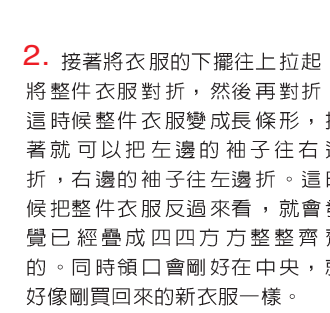 2. 接著將衣服的下擺往上拉起
將整件衣服對折，然後再對折
這時候整件衣服變成長條形，
著就可以把左邊的袖子往右
折，右邊的袖子往左邊折。這
候把整件衣服反過來看，就會
覺已經疊成四四方方整整齊
的。同時領口會剛好在中央，
好像剛買回來的新衣服一樣。